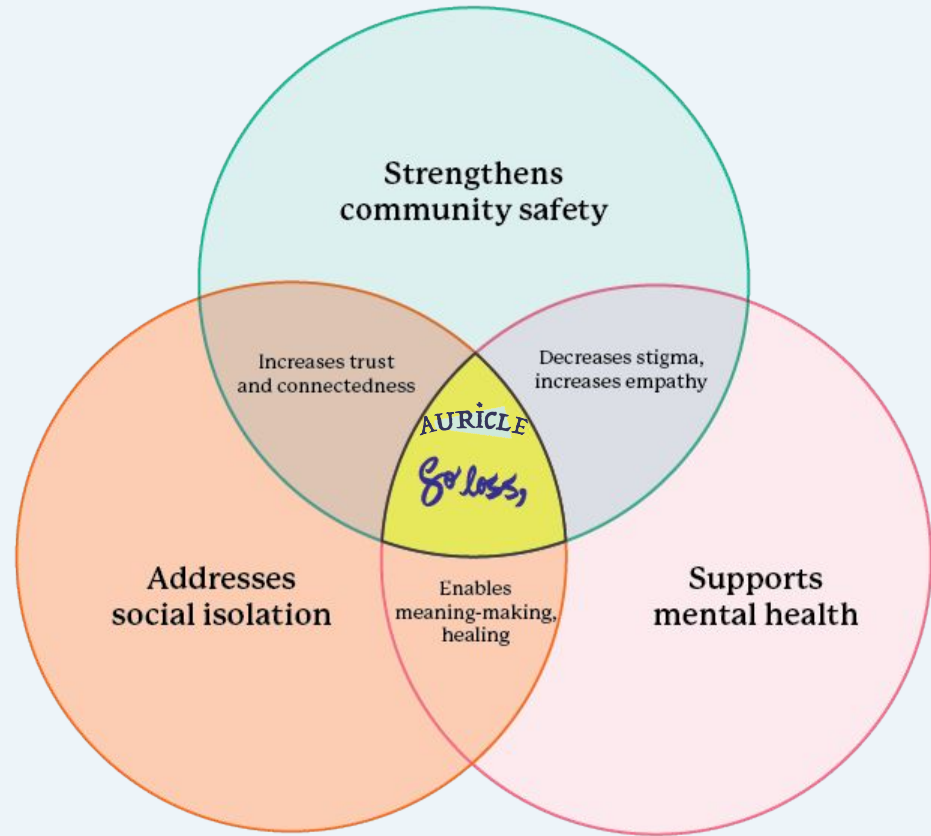 Strengthens
community safety
Increases trust
and connectedness
Decreases stigma,
increases empathy
AURICLE
loss,
Addresses
social isolation
Enables
meaning-making,
healing
Supports
mental health